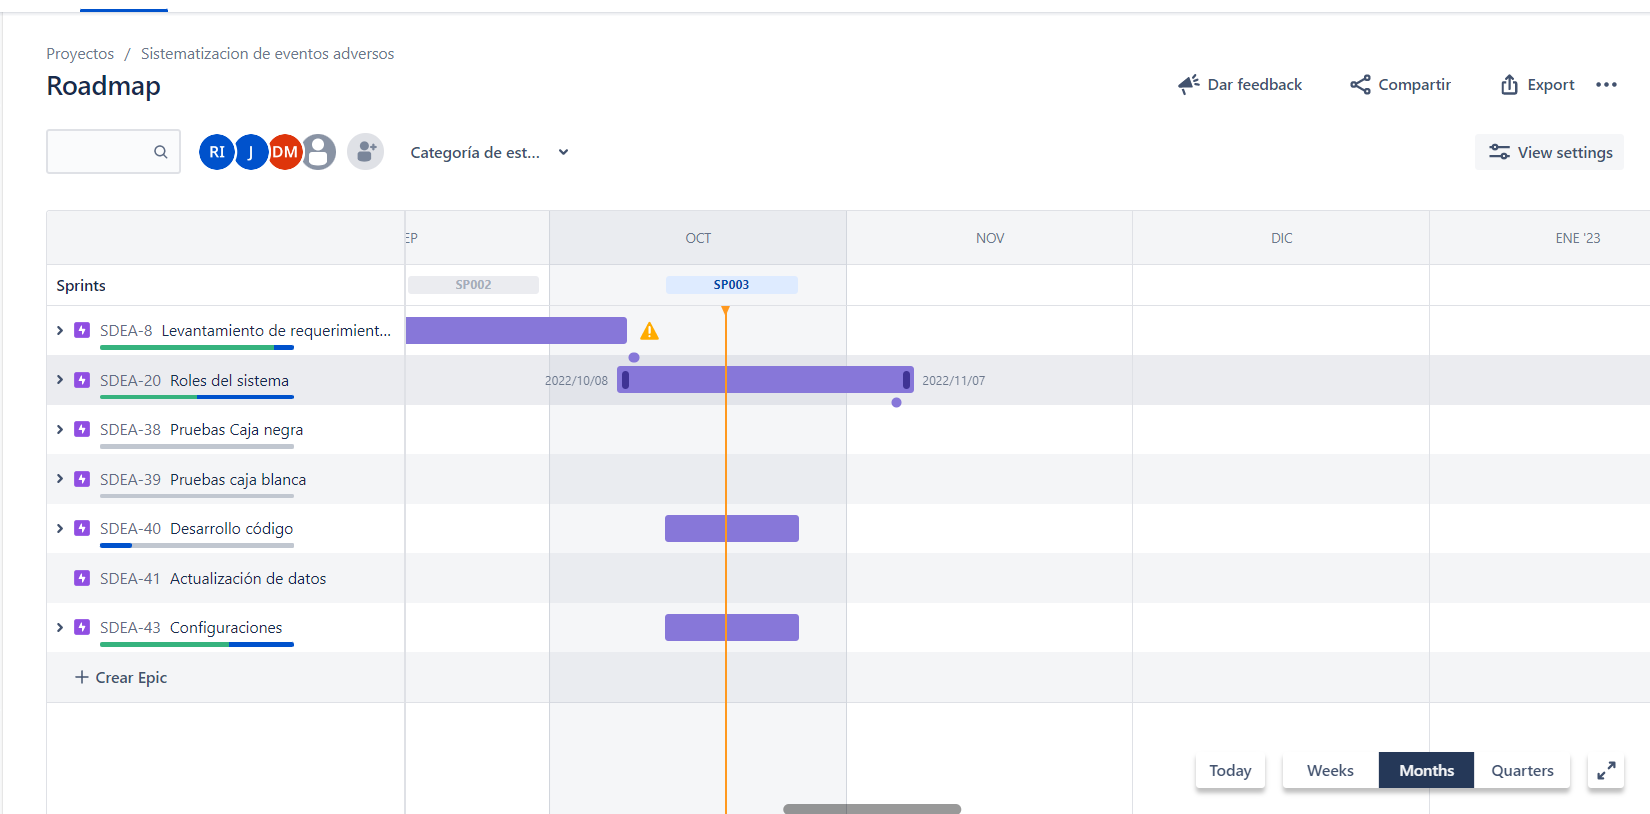 Proyectos / Sistematizacion de eventos adversos
Roadmap
Dar feedback
Compartir
Export
RI
J
DM
Categoría de est...
View settings
EP
OCT
NOV
DIC
ENE '23
Sprints
SP002
SP003
SDEA-8 Levantamiento de requerimient...
SDEA-20 Roles del sistema
2022/10/08
2022/11/07
SDEA-38 Pruebas Caja negra
SDEA-39 Pruebas caja blanca
SDEA-40 Desarrollo código
SDEA-41 Actualización de datos
SDEA-43 Configuraciones
+ Crear Epic
Today
Weeks
Months
Quarters